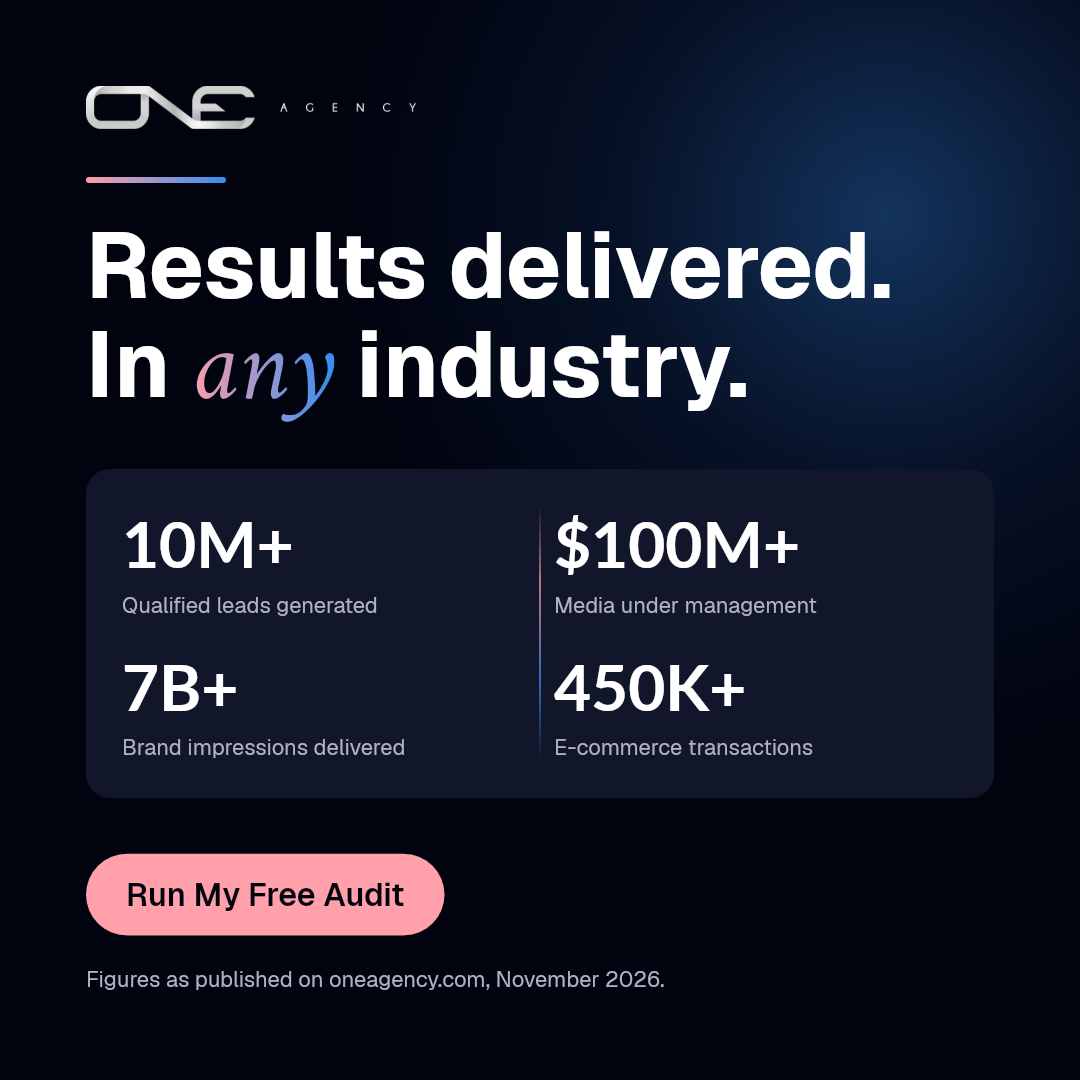 ONE AGENCY
Results delivered.
In any industry.
10M+
Qualified leads generated
$100M+
Media under management
7B+
Brand impressions delivered
450K+
E-commerce transactions
Run My Free Audit
Figures as published on oneagency.com, November 2026.